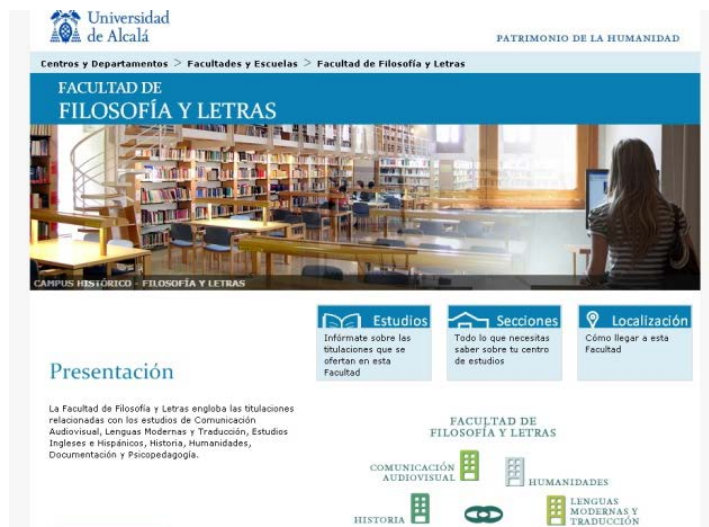 Universidad
de Alcalá
PATRIMONIO DE LA HUMANIDAD
Centros y Departamentos > Facultades y Escuelas > Facultad de Filosofía y Letras
FACULTAD DE
FILOSOFÍA Y LETRAS
CAMPUS HISTÓRICO - FILOSOFÍA Y LETRAS
Estudios
Infórmate sobre las
titulaciones que se
ofertan en esta
Facultad
Secciones
Todo lo que necesitas
saber sobre tu centro
de estudios
Localización
Cómo llegar a esta
Facultad
Presentación
La Facultad de Filosofía y Letras engloba las titulaciones
relacionadas con los estudios de Comunicación
Audiovisual, Lenguas Modernas y Traducción, Estudios
Ingleses e Hispánicos, Historia, Humanidades,
Documentación y Psicopedagogía.
FACULTAD DE
FILOSOFÍA Y LETRAS
COMUNICACIÓN
AUDIOVISUAL
HUMANIDADES
HISTORIA
LENGUAS
MODERNAS Y
TRADUCCIÓN